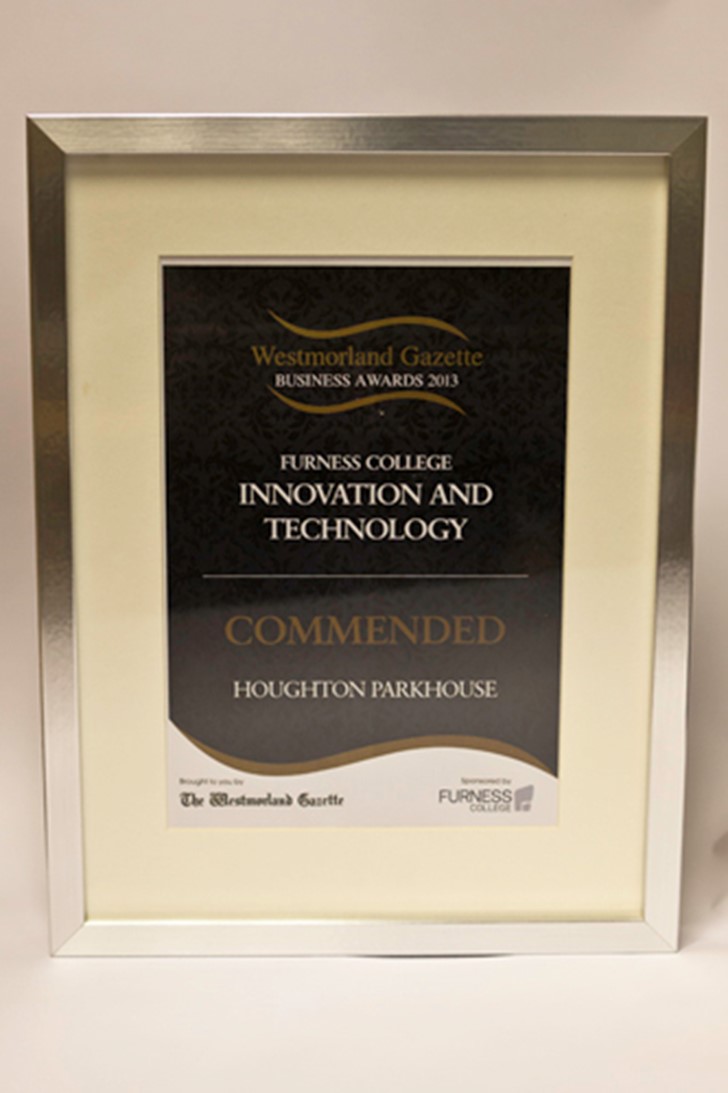 Westmorland Gazette
BUSINESS AWARDS 2013
FURNESS COLLEGE
INNOVATION AND
TECHNOLOGY
COMMENDED
HOUGHTON PARKHOUSE
Brought to you by
The Westmorland Gazette
Sponsored by
FURNESS
COLLEGE